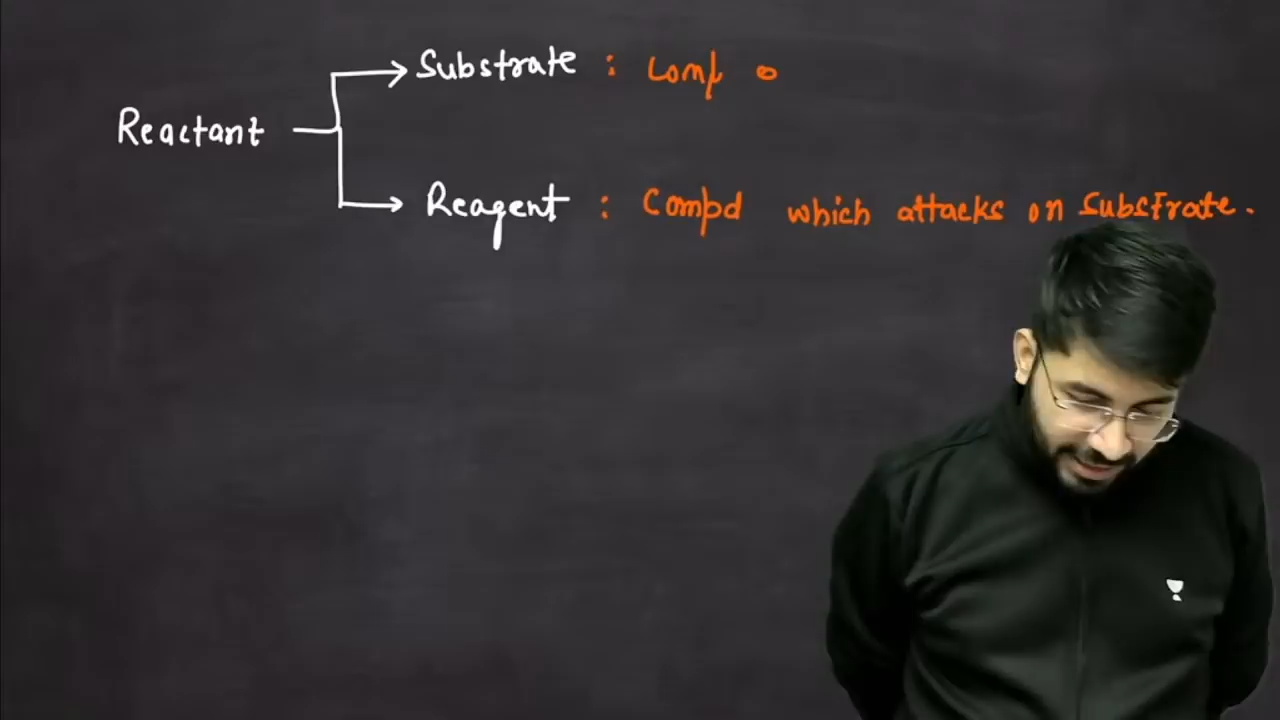 Substrate : Comp o
Reactant
Reagent : Compd which attacks on Substrate.